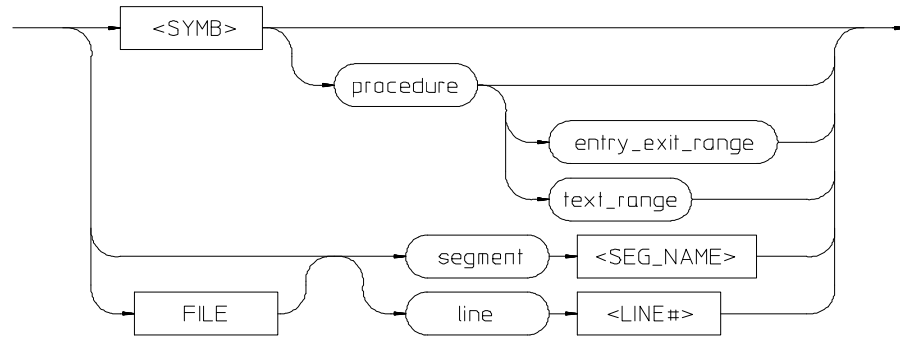 <SYMB>
procedure
entry_exit_range
text_range
segment <SEG_NAME>
FILE line <LINE#>